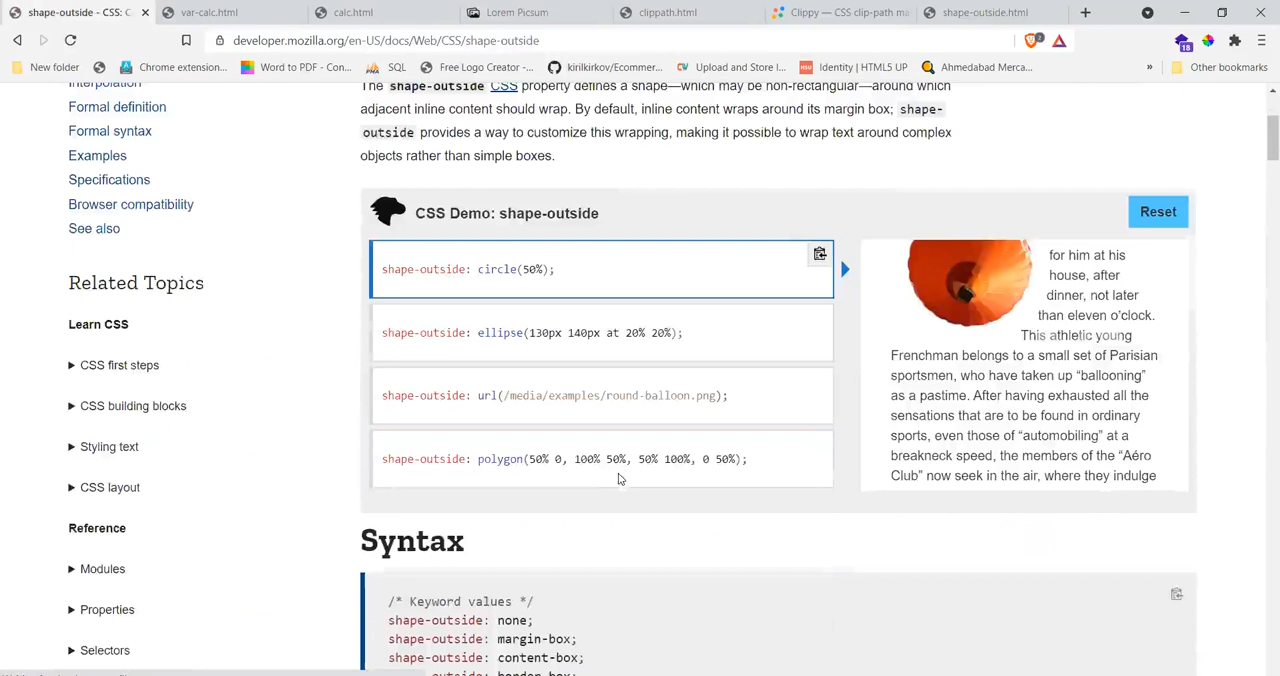 shape-outside - CSS: C
var-calc.html
calc.html
Lorem Picsum
clippath.html
Clippy — CSS clip-path ma
shape-outside.html
developer.mozilla.org/en-US/docs/Web/CSS/shape-outside
2
18
New folder
Chrome extension...
Word to PDF - Con...
SQL
Free Logo Creator -...
kirilkirkov/Ecommer...
Upload and Store I...
Identity | HTML5 UP
Ahmedabad Merca...
»
Other bookmarks
Interpolation
Formal definition
Formal syntax
Examples
Specifications
Browser compatibility
See also
Related Topics
Learn CSS
CSS first steps
CSS building blocks
Styling text
CSS layout
Reference
Modules
Properties
Selectors
The shape-outside CSS property defines a shape—which may be non-rectangular—around which
adjacent inline content should wrap. By default, inline content wraps around its margin box; shape-
outside provides a way to customize this wrapping, making it possible to wrap text around complex
objects rather than simple boxes.
CSS Demo: shape-outside
Reset
shape-outside: circle(50%);
shape-outside: ellipse(130px 140px at 20% 20%);
shape-outside: url(/media/examples/round-balloon.png);
shape-outside: polygon(50% 0, 100% 50%, 50% 100%, 0 50%);
for him at his
house, after
dinner, not later
than eleven o'clock.
This athletic young
Frenchman belongs to a small set of Parisian
sportsmen, who have taken up “ballooning”
as a pastime. After having exhausted all the
sensations that are to be found in ordinary
sports, even those of “automobiling” at a
breakneck speed, the members of the “Aéro
Club” now seek in the air, where they indulge
Syntax
/* Keyword values */
shape-outside: none;
shape-outside: margin-box;
shape-outside: content-box;